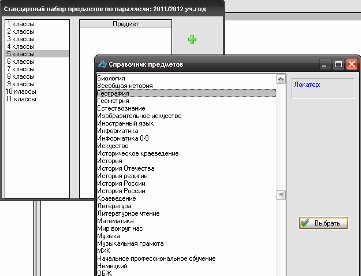 Стандартный набор предметов по параллели: 2011/2012 уч.год
Предмет
1 классы
2 классы
3 классы
4 классы
5 классы
6 классы
7 классы
8 классы
9 классы
10 классы
11 классы
Справочник предметов
Биология
Всеобщая история
География
Геометрия
Естествознание
Изобразительное искусство
Иностранный язык
Информатика
Информатика
Искусство
Историческое краеведение
История
История Отечества
История религии
История России
История России
Краеведение
Литература
Литературное чтение
Математика
Мир вокруг нас
Музыка
Музыкальная грамота
МХК
Начальное профессиональное обучение
Немецкий
ОБЖ
Локатор:
Выбрать